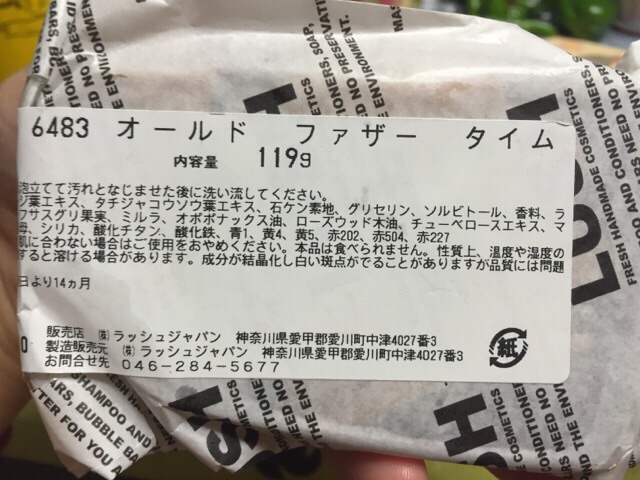 6483 オールド ファザー タイム
内容量 119g
泡立てて汚れとなじませた後に洗い流してください。
ジ葉エキス、タチジャコウソウ葉エキス、石ケン素地、グリセリン、ソルビトール、香料、ラ
フサスグリ果実、ミルラ、オポポナックス油、ローズウッド木油、チューベロースエキス、マ
母、シリカ、酸化チタン、酸化鉄、青1、黄4、黄5、赤202、赤504、赤227
肌に合わない場合はご使用をおやめください。本品は食べられません。性質上、温度や湿度の
すると溶ける場合があります。成分が結晶化し白い斑点がでることがありますが品質には問題
日より14ヵ月
0
販売店 ㈱ラッシュジャパン 神奈川県愛甲郡愛川町中津4027番3
製造販売元 ㈱ラッシュジャパン 神奈川県愛甲郡愛川町中津4027番3
お問合せ先 046-284-5677
紙
LUSH
FRESH HANDMADE COSMETICS
CONDITIONERS,
NEED NO PRESERVENT.
THE ENVIRONMENT
SHAMPOO AND
BARS, BUBBLE BA
TTER FOR YOU A
SH